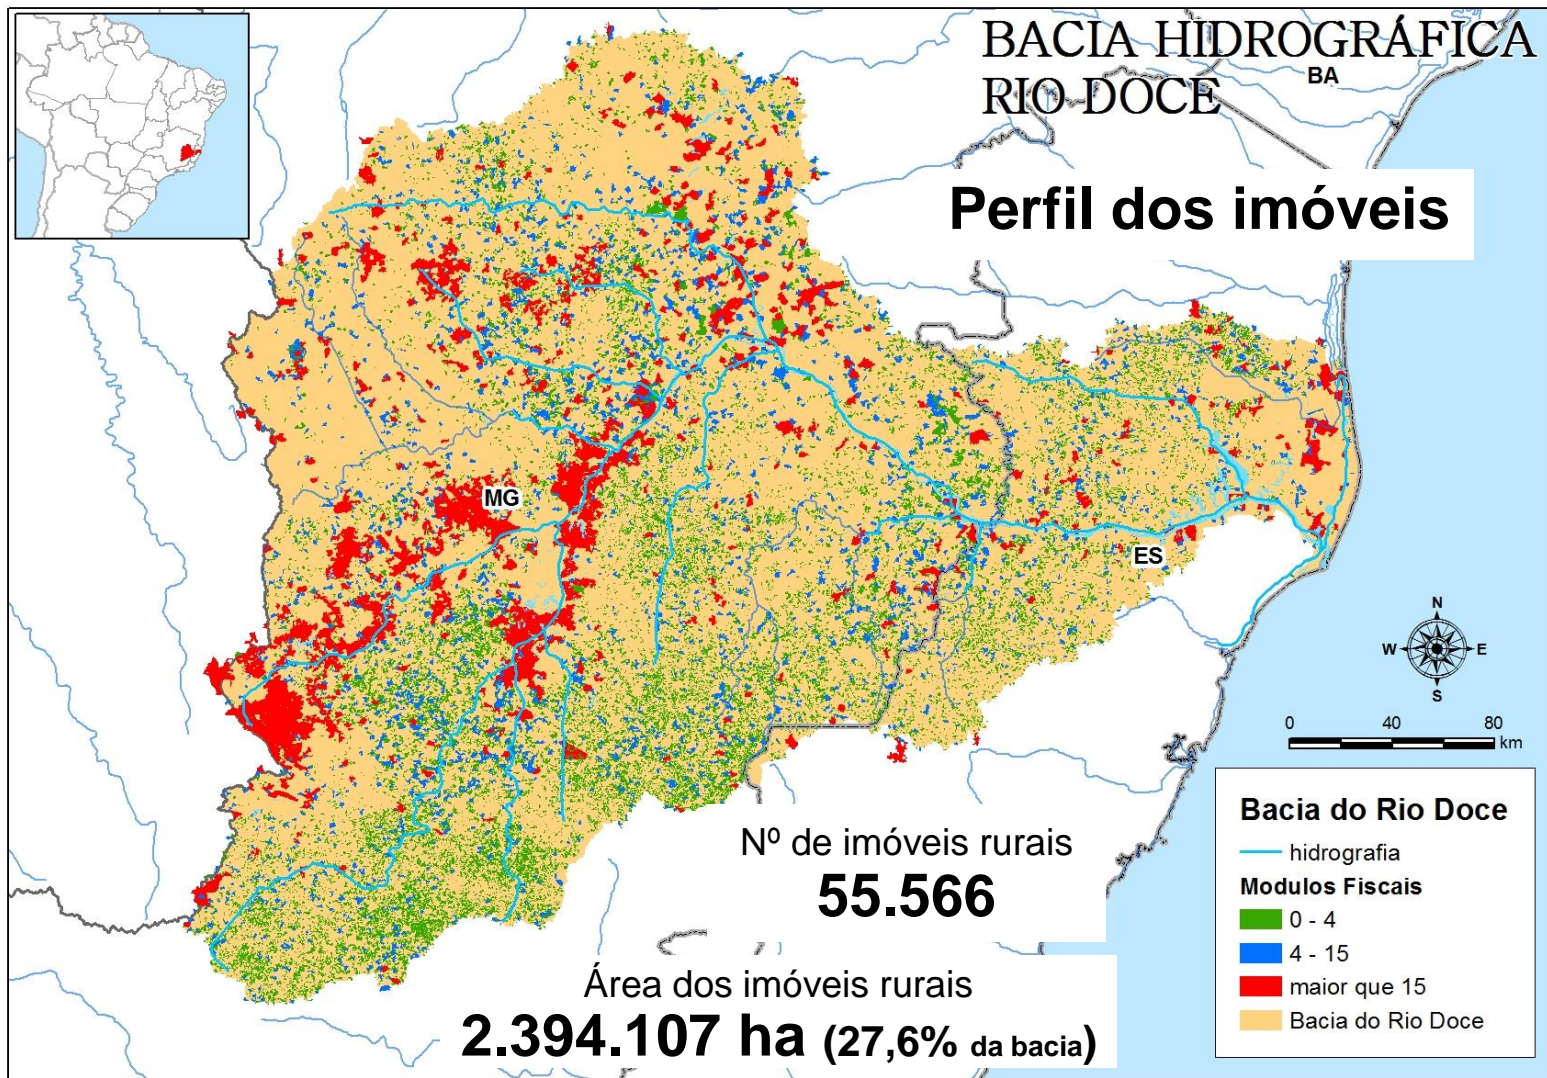 BACIA HIDROGRÁFICA
RIO DOCE
BA
Perfil dos imóveis
MG
ES
N
W
E
S
0 40 80
km
Nº de imóveis rurais
55.566
Área dos imóveis rurais
2.394.107 ha (27,6% da bacia)
Bacia do Rio Doce
hidrografia
Modulos Fiscais
0 - 4
4 - 15
maior que 15
Bacia do Rio Doce